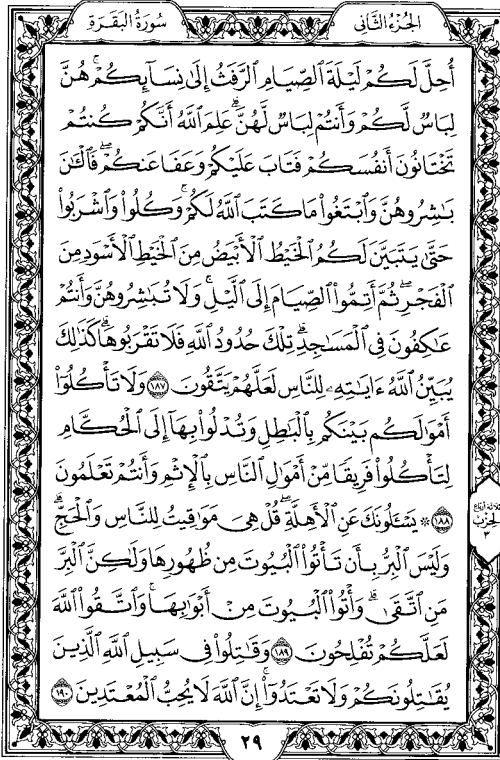 الجزء الثاني
سورة البقرة
أُحِلَّ لَكُمْ لَيْلَةَ ٱلصِّيَامِ ٱلرَّفَثُ إِلَىٰ نِسَآئِكُمْۚ هُنَّ
لِبَاسٌ لَّكُمْ وَأَنتُمْ لِبَاسٌ لَّهُنَّۗ عَلِمَ ٱللَّهُ أَنَّكُمْ كُنتُمْ
تَخْتَانُونَ أَنفُسَكُمْ فَتَابَ عَلَيْكُمْ وَعَفَا عَنكُمْۖ فَٱلْـَٰٔنَ
بَـٰشِرُوهُنَّ وَٱبْتَغُوا۟ مَا كَتَبَ ٱللَّهُ لَكُمْۚ وَكُلُوا۟ وَٱشْرَبُوا۟
حَتَّىٰ يَتَبَيَّنَ لَكُمُ ٱلْخَيْطُ ٱلْأَبْيَضُ مِنَ ٱلْخَيْطِ ٱلْأَسْوَدِ مِنَ
ٱلْفَجْرِۖ ثُمَّ أَتِمُّوا۟ ٱلصِّيَامَ إِلَى ٱلَّيْلِۚ وَلَا تُبَـٰشِرُوهُنَّ وَأَنتُمْ
عَـٰكِفُونَ فِى ٱلْمَسَـٰجِدِۗ تِلْكَ حُدُودُ ٱللَّهِ فَلَا تَقْرَبُوهَاۗ كَذَٰلِكَ
يُبَيِّنُ ٱللَّهُ ءَايَـٰتِهِۦ لِلنَّاسِ لَعَلَّهُمْ يَتَّقُونَ ١٨٧ وَلَا تَأْكُلُوٓا۟
أَمْوَٰلَكُم بَيْنَكُم بِٱلْبَـٰطِلِ وَتُدْلُوا۟ بِهَآ إِلَى ٱلْحُكَّامِ
لِتَأْكُلُوا۟ فَرِيقًا مِّنْ أَمْوَٰلِ ٱلنَّاسِ بِٱلْإِثْمِ وَأَنتُمْ تَعْلَمُونَ
١٨٨ ۞ يَسْـَٔلُونَكَ عَنِ ٱلْأَهِلَّةِۖ قُلْ هِىَ مَوَٰقِيتُ لِلنَّاسِ وَٱلْحَجِّۗ
وَلَيْسَ ٱلْبِرُّ بِأَن تَأْتُوا۟ ٱلْبُيُوتَ مِن ظُهُورِهَا وَلَـٰكِنَّ ٱلْبِرَّ
مَنِ ٱتَّقَىٰۗ وَأْتُوا۟ ٱلْبُيُوتَ مِنْ أَبْوَٰبِهَاۚ وَٱتَّقُوا۟ ٱللَّهَ
لَعَلَّكُمْ تُفْلِحُونَ ١٨٩ وَقَـٰتِلُوا۟ فِى سَبِيلِ ٱللَّهِ ٱلَّذِينَ
يُقَـٰتِلُونَكُمْ وَلَا تَعْتَدُوٓا۟ۚ إِنَّ ٱللَّهَ لَا يُحِبُّ ٱلْمُعْتَدِينَ ١٩٠
الحزب
٣
٢٩